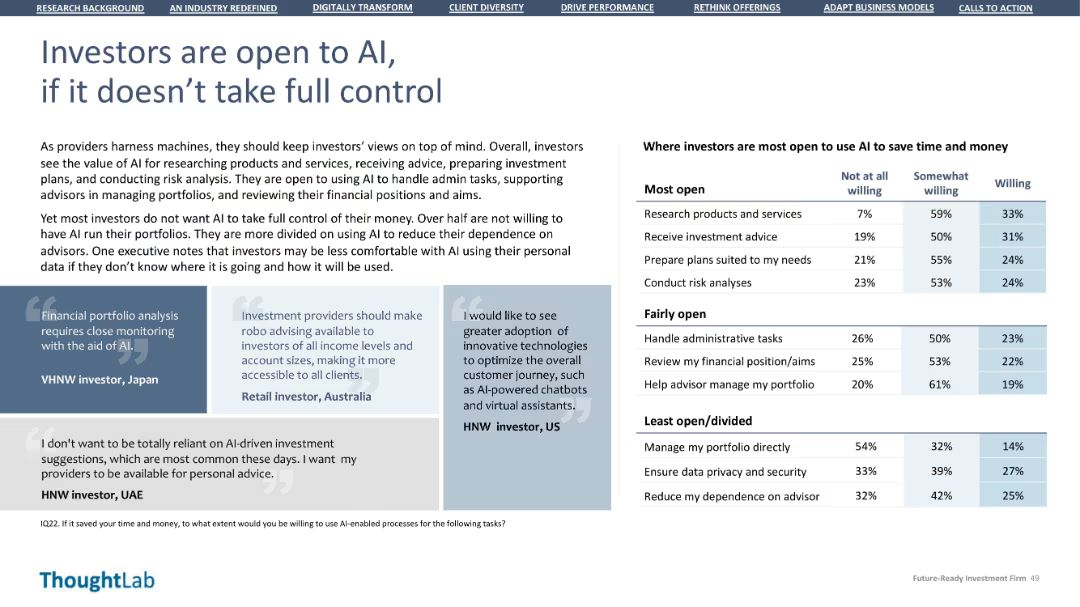 RESEARCH BACKGROUND AN INDUSTRY REDEFINED DIGITALLY TRANSFORM CLIENT DIVERSITY DRIVE PERFORMANCE RETHINK OFFERINGS ADAPT BUSINESS MODELS CALLS TO ACTION
Investors are open to AI,
if it doesn't take full control
As providers harness machines, they should keep investors' views on top of mind. Overall, investors
see the value of AI for researching products and services, receiving advice, preparing investment
plans, and conducting risk analysis. They are open to using AI to handle admin tasks, supporting
advisors in managing portfolios, and reviewing their financial positions and aims.
Yet most investors do not want AI to take full control of their money. Over half are not willing to
have AI run their portfolios. They are more divided on using AI to reduce their dependence on
advisors. One executive notes that investors may be less comfortable with AI using their personal
data if they don't know where it is going and how it will be used.
Financial portfolio analysis
requires close monitoring
with the aid of AI.
VHNW investor, Japan
Investment providers should make
robo advising available to
investors of all income levels and
account sizes, making it more
accessible to all clients.
Retail investor, Australia
I would like to see
greater adoption of
innovative technologies
to optimize the overall
customer journey, such
as AI-powered chatbots
and virtual assistants.
HNW investor, US
I don't want to be totally reliant on AI-driven investment
suggestions, which are most common these days. I want my
providers to be available for personal advice.
HNW investor, UAE
IQ22. If it saved your time and money, to what extent would you be willing to use AI-enabled processes for the following tasks?
Where investors are most open to use AI to save time and money
Most open Not at all willing Somewhat willing Willing
Research products and services 7% 59% 33%
Receive investment advice 19% 50% 31%
Prepare plans suited to my needs 21% 55% 24%
Conduct risk analyses 23% 53% 24%
Fairly open
Handle administrative tasks 26% 50% 23%
Review my financial position/aims 25% 53% 22%
Help advisor manage my portfolio 20% 61% 19%
Least open/divided
Manage my portfolio directly 54% 32% 14%
Ensure data privacy and security 33% 39% 27%
Reduce my dependence on advisor 32% 42% 25%
ThoughtLab
Future-Ready Investment Firm 49